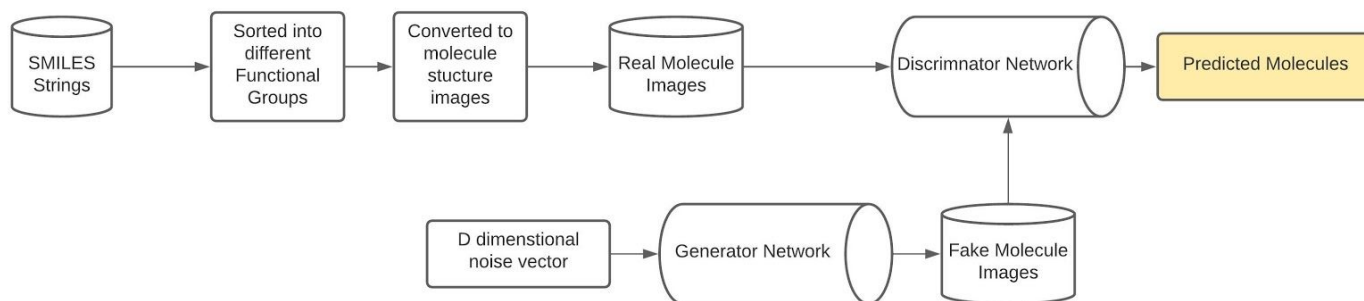 SMILES
Strings
Sorted into
different
Functional
Groups
Converted to
molecule
stucture
images
Real Molecule
Images
Discrimnator Network
Predicted Molecules
D dimenstional
noise vector
Generator Network
Fake Molecule
Images